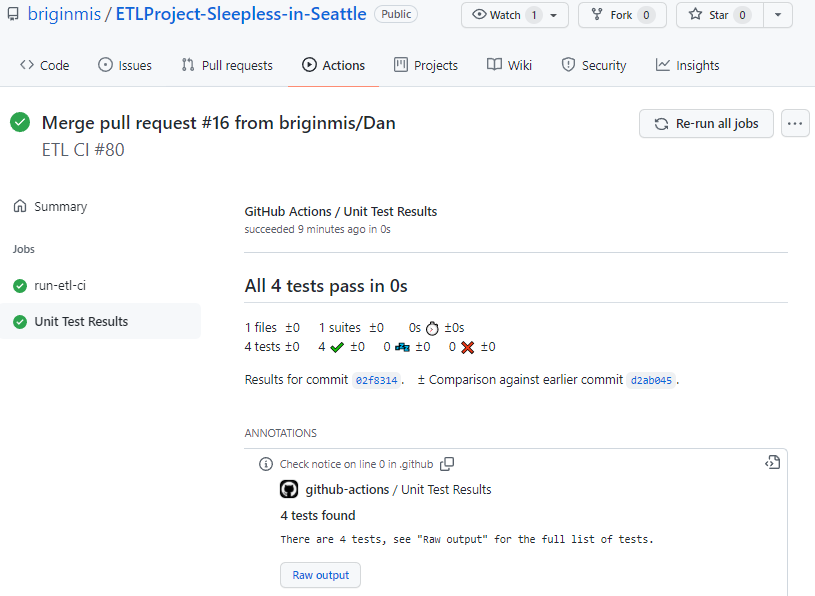 briginmis / ETLProject-Sleepless-in-Seattle Public Watch 1 Fork 0 Star 0
Code Issues Pull requests Actions Projects Wiki Security Insights
Merge pull request #16 from briginmis/Dan
ETL CI #80
Re-run all jobs
Summary
Jobs
run-etl-ci
Unit Test Results
GitHub Actions / Unit Test Results
succeeded 9 minutes ago in 0s
All 4 tests pass in 0s
1 files ±0 1 suites ±0 0s ±0s
4 tests ±0 4 ±0 0 ±0 0 ±0
Results for commit 02f8314. ± Comparison against earlier commit d2ab045.
ANNOTATIONS
Check notice on line 0 in .github
github-actions / Unit Test Results
4 tests found
There are 4 tests, see "Raw output" for the full list of tests.
Raw output